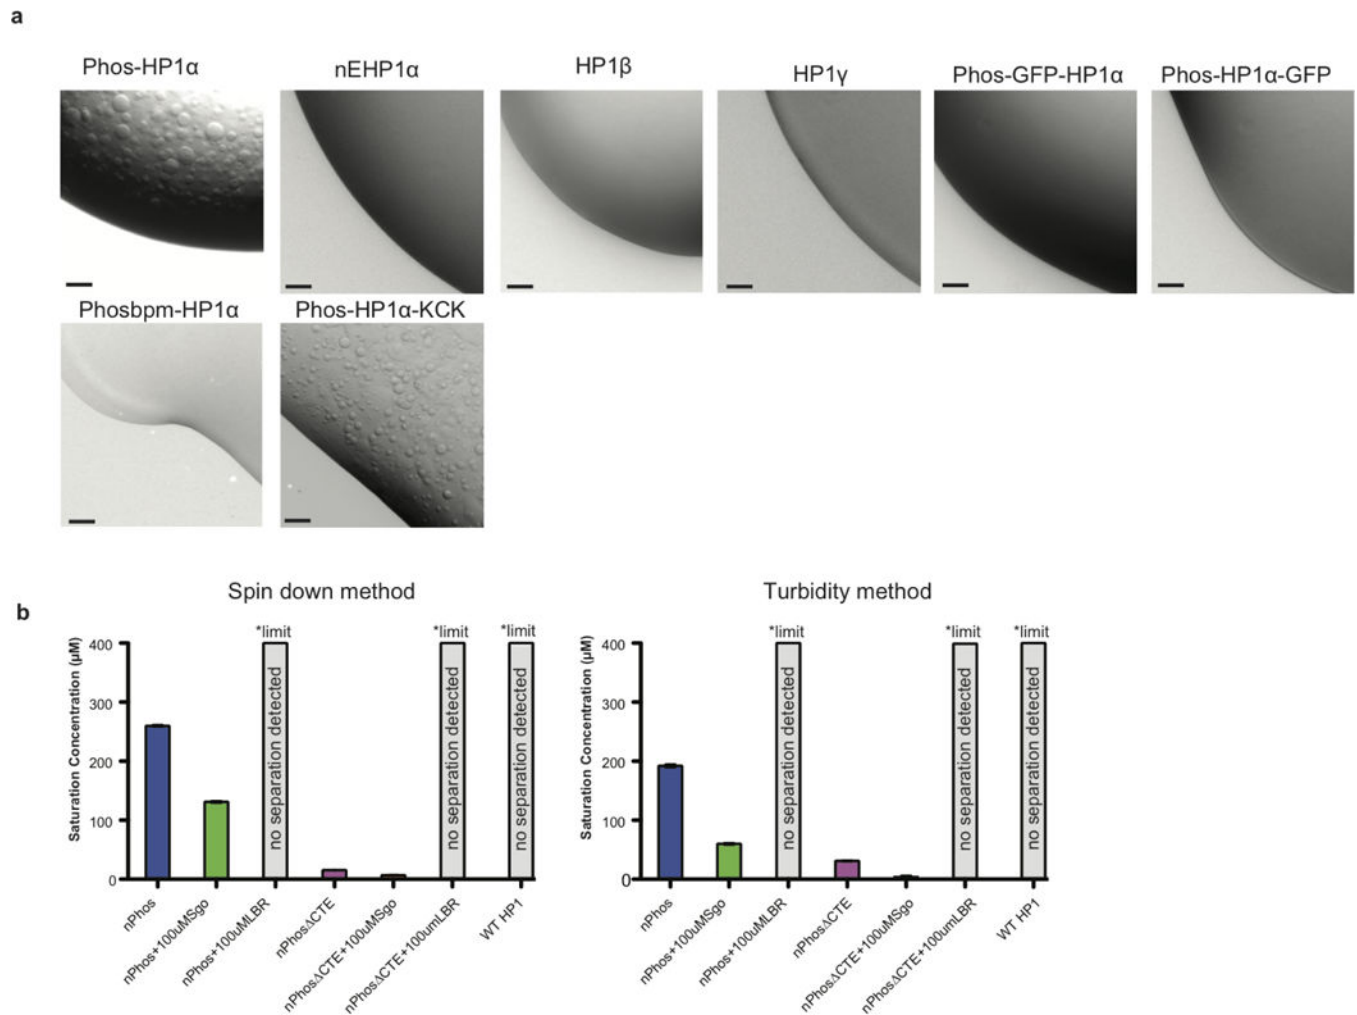 a
Phos-HP1α
nEHP1α
HP1β
HP1γ
Phos-GFP-HP1α
Phos-HP1α-GFP
Phosbpm-HP1α
Phos-HP1α-KCK
b
Spin down method
Saturation Concentration (µM)
400
300
200
100
0
*limit
*limit
*limit
no separation detected
no separation detected
no separation detected
nPhos
nPhos+100uMSgo
nPhos+100uMLBR
nPhosΔCTE
nPhosΔCTE+100uMSgo
nPhosΔCTE+100umLBR
WT HP1
Turbidity method
Saturation Concentration (µM)
400
300
200
100
0
*limit
*limit
*limit
no separation detected
no separation detected
no separation detected
nPhos
nPhos+100uMSgo
nPhos+100uMLBR
nPhosΔCTE
nPhosΔCTE+100uMSgo
nPhosΔCTE+100umLBR
WT HP1